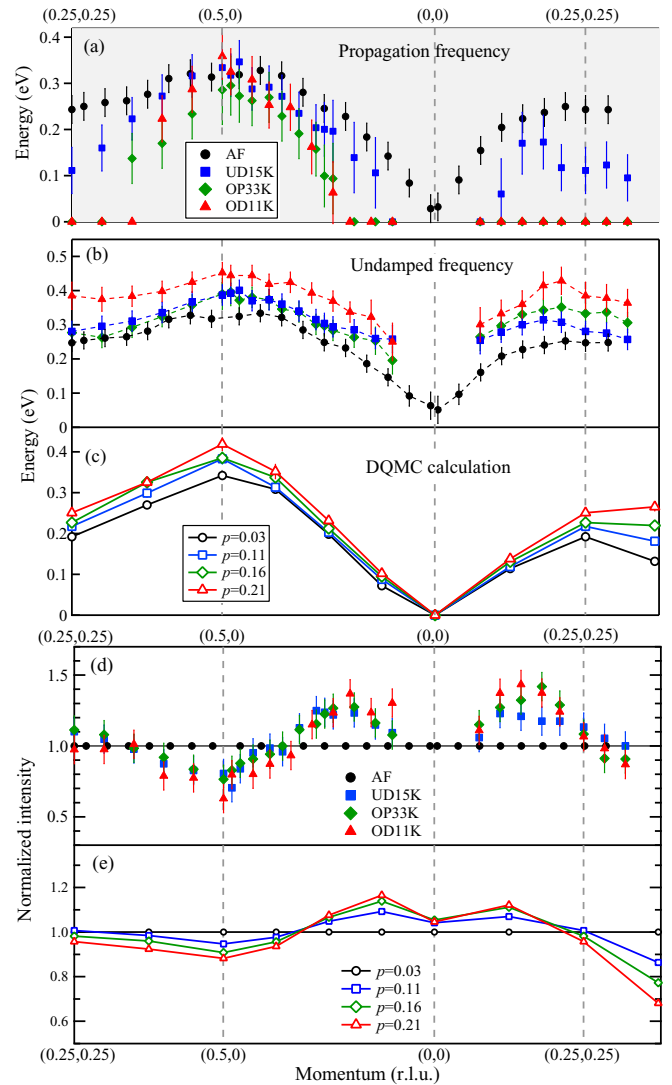 (0.25,0.25) (0.5,0) (0,0) (0.25,0.25)
(a) Propagation frequency
Energy (eV)
0.4
0.3
0.2
0.1
0
AF
UD15K
OP33K
OD11K
(b) Undamped frequency
Energy (eV)
0.5
0.4
0.3
0.2
0.1
0
(c) DQMC calculation
0.4
0.3
0.2
0.1
0
p=0.03
p=0.11
p=0.16
p=0.21
(0.25,0.25) (0.5,0) (0,0) (0.25,0.25)
(d)
Normalized intensity
1.5
1.0
0.6
AF
UD15K
OP33K
OD11K
(e)
1.2
1.0
0.8
0.5
p=0.03
p=0.11
p=0.16
p=0.21
(0.25,0.25) (0.5,0) (0,0) (0.25,0.25)
Momentum (r.l.u.)